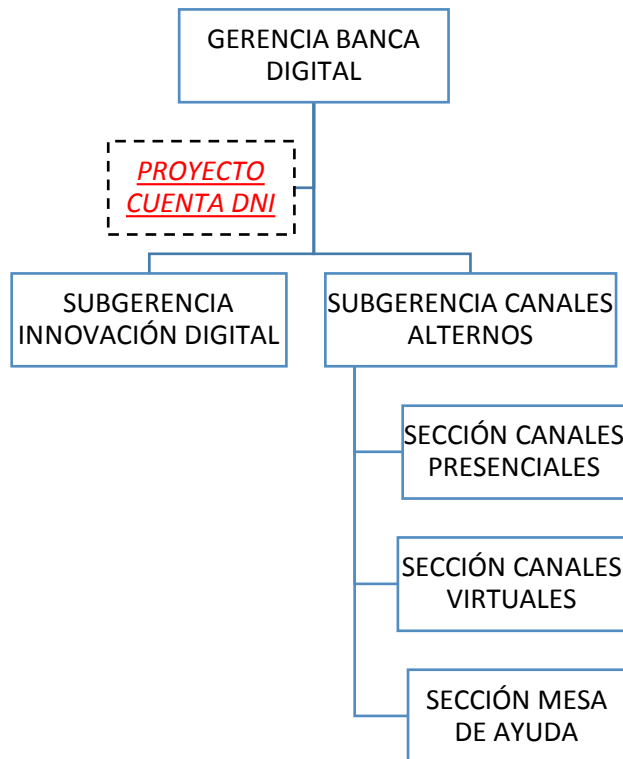 GERENCIA BANCA
DIGITAL
PROYECTO
CUENTA DNI
SUBGERENCIA
INNOVACIÓN DIGITAL
SUBGERENCIA CANALES
ALTERNOS
SECCIÓN CANALES
PRESENCIALES
SECCIÓN CANALES
VIRTUALES
SECCIÓN MESA
DE AYUDA